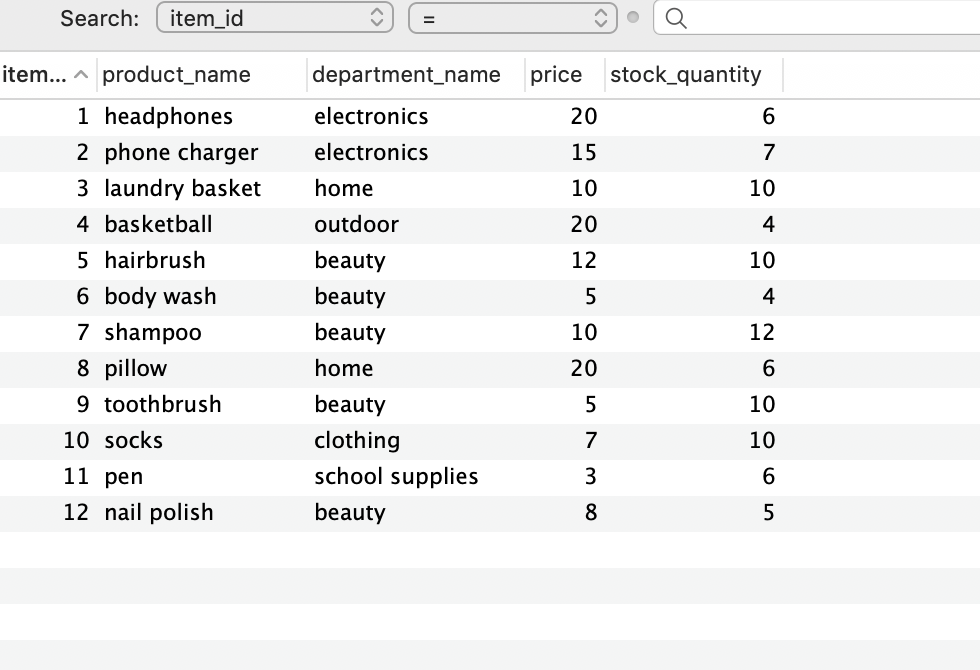 Search: item_id =
item... product_name department_name price stock_quantity
1 headphones electronics 20 6
2 phone charger electronics 15 7
3 laundry basket home 10 10
4 basketball outdoor 20 4
5 hairbrush beauty 12 10
6 body wash beauty 5 4
7 shampoo beauty 10 12
8 pillow home 20 6
9 toothbrush beauty 5 10
10 socks clothing 7 10
11 pen school supplies 3 6
12 nail polish beauty 8 5